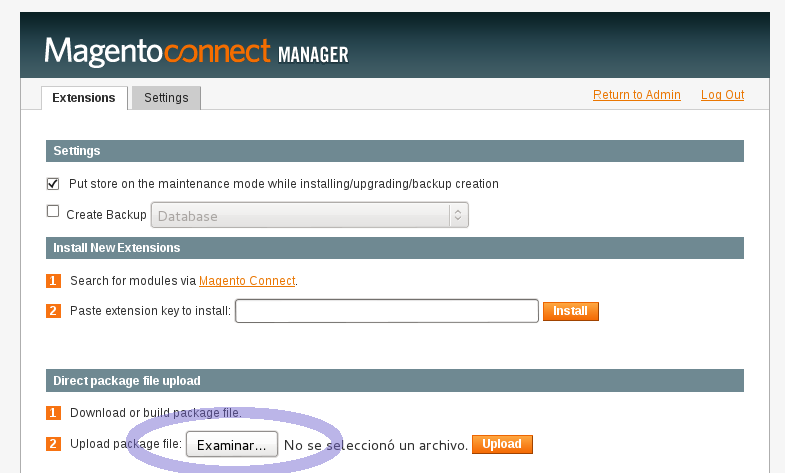 Magentoconnect MANAGER
Extensions Settings Return to Admin Log Out
Settings
Put store on the maintenance mode while installing/upgrading/backup creation
Create Backup Database
Install New Extensions
1 Search for modules via Magento Connect.
2 Paste extension key to install: Install
Direct package file upload
1 Download or build package file.
2 Upload package file: Examinar... No se seleccionó un archivo. Upload